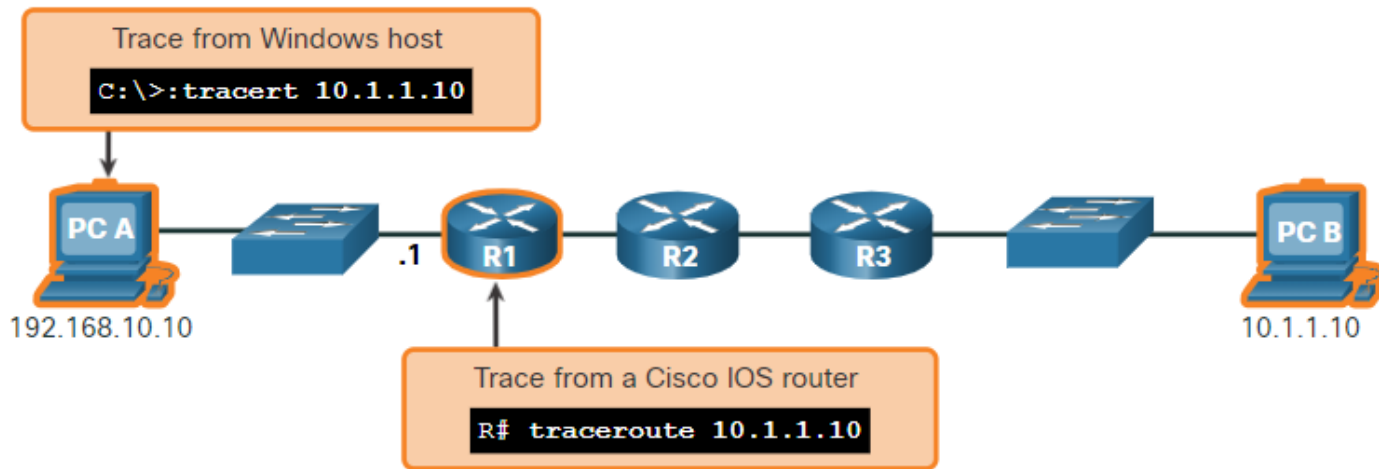 Trace from Windows host
C:\>:tracert 10.1.1.10
PC A
.1
R1
R2
R3
PC B
192.168.10.10
10.1.1.10
Trace from a Cisco IOS router
R# traceroute 10.1.1.10